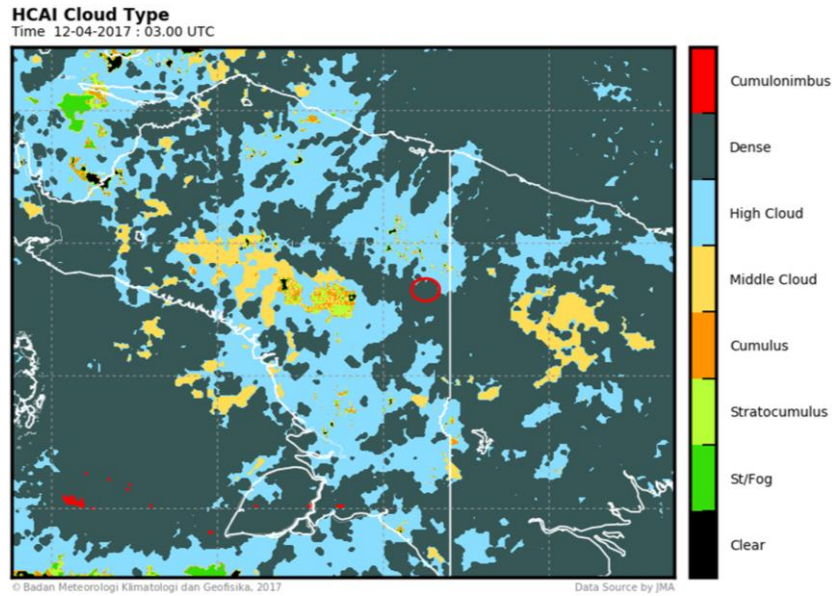 HCAI Cloud Type
Time 12-04-2017 : 03.00 UTC
Cumulonimbus
Dense
High Cloud
Middle Cloud
Cumulus
Stratocumulus
St/Fog
Clear
© Badan Meteorologi Klimatologi dan Geofisika, 2017
Data Source by JMA